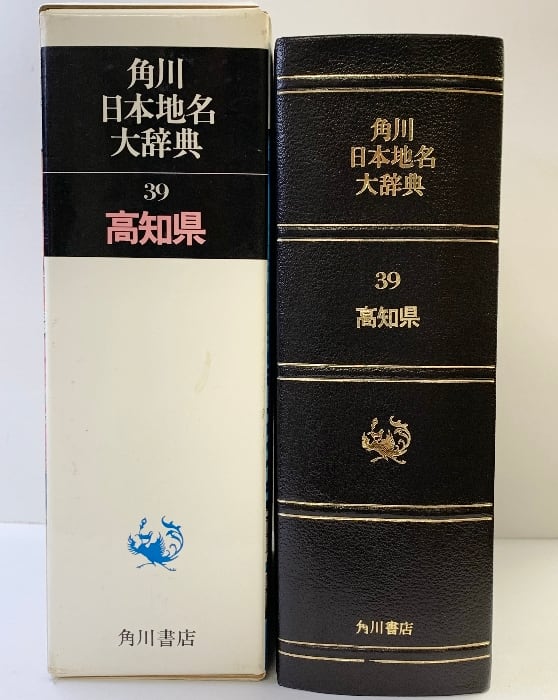 角川
日本地名
大辞典
39
高知県
角川書店
角川
日本地名
大辞典
39
高知県
角川書店